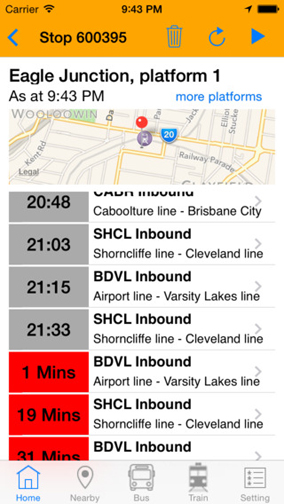 Carrier 9:43 PM
Stop 600395
Eagle Junction, platform 1
As at 9:43 PM more platforms
WOOLOOWIN
Kent Rd
20
Railway Parade
Stuckey
CLAYFIELD
Legal
20:48 CABR Inbound
Caboolture line - Brisbane City
21:03 SHCL Inbound
Shorncliffe line - Cleveland line
21:15 BDVL Inbound
Airport line - Varsity Lakes line
21:33 SHCL Inbound
Shorncliffe line - Cleveland line
1 Mins BDVL Inbound
Airport line - Varsity Lakes line
19 Mins SHCL Inbound
Shorncliffe line - Cleveland line
31 Mins BDVL Inbound
Home Nearby Bus Train Setting